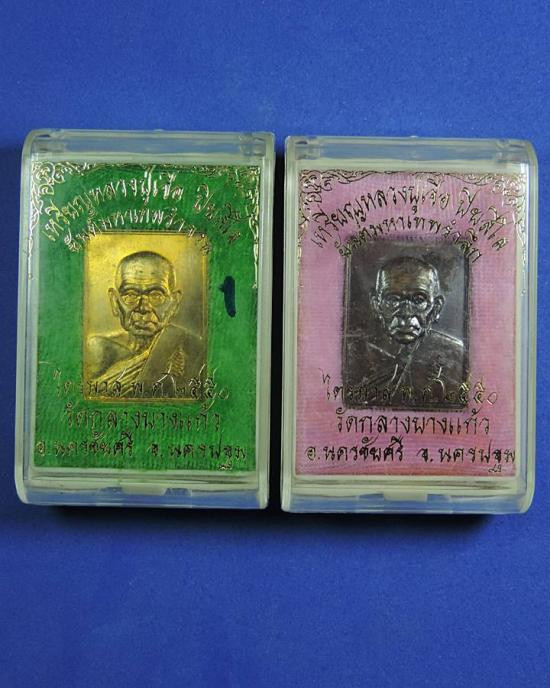 เหรียญหลวงปู่เจือ ปิยสีโล
ไตรมาส พ.ศ. ๒๕๕๐
วัดกลางบางแก้ว
อ.นครชัยศรี จ.นครปฐม
1
เหรียญหลวงปู่เจือ ปิยสีโล
ไตรมาส พ.ศ. ๒๕๕๐
วัดกลางบางแก้ว
อ.นครชัยศรี จ.นครปฐม